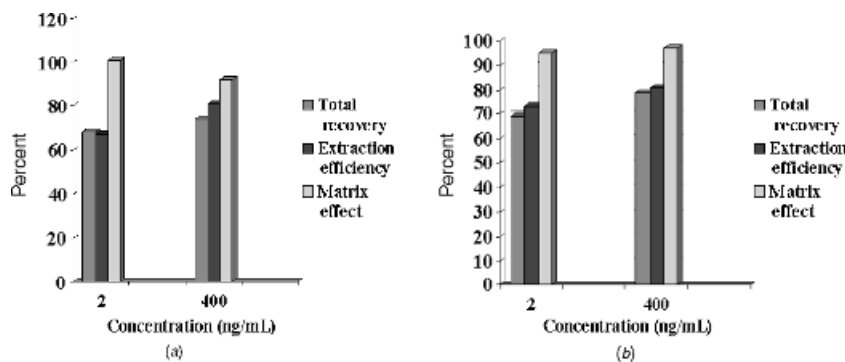 120
100
80
60
40
20
0
Percent
2
400
Concentration (ng/mL)
Total
recovery
Extraction
efficiency
Matrix
effect
(a)
100
90
80
70
60
50
40
30
20
10
0
Percent
2
400
Concentration (ng/mL)
Total
recovery
Extraction
efficiency
Matrix
effect
(b)